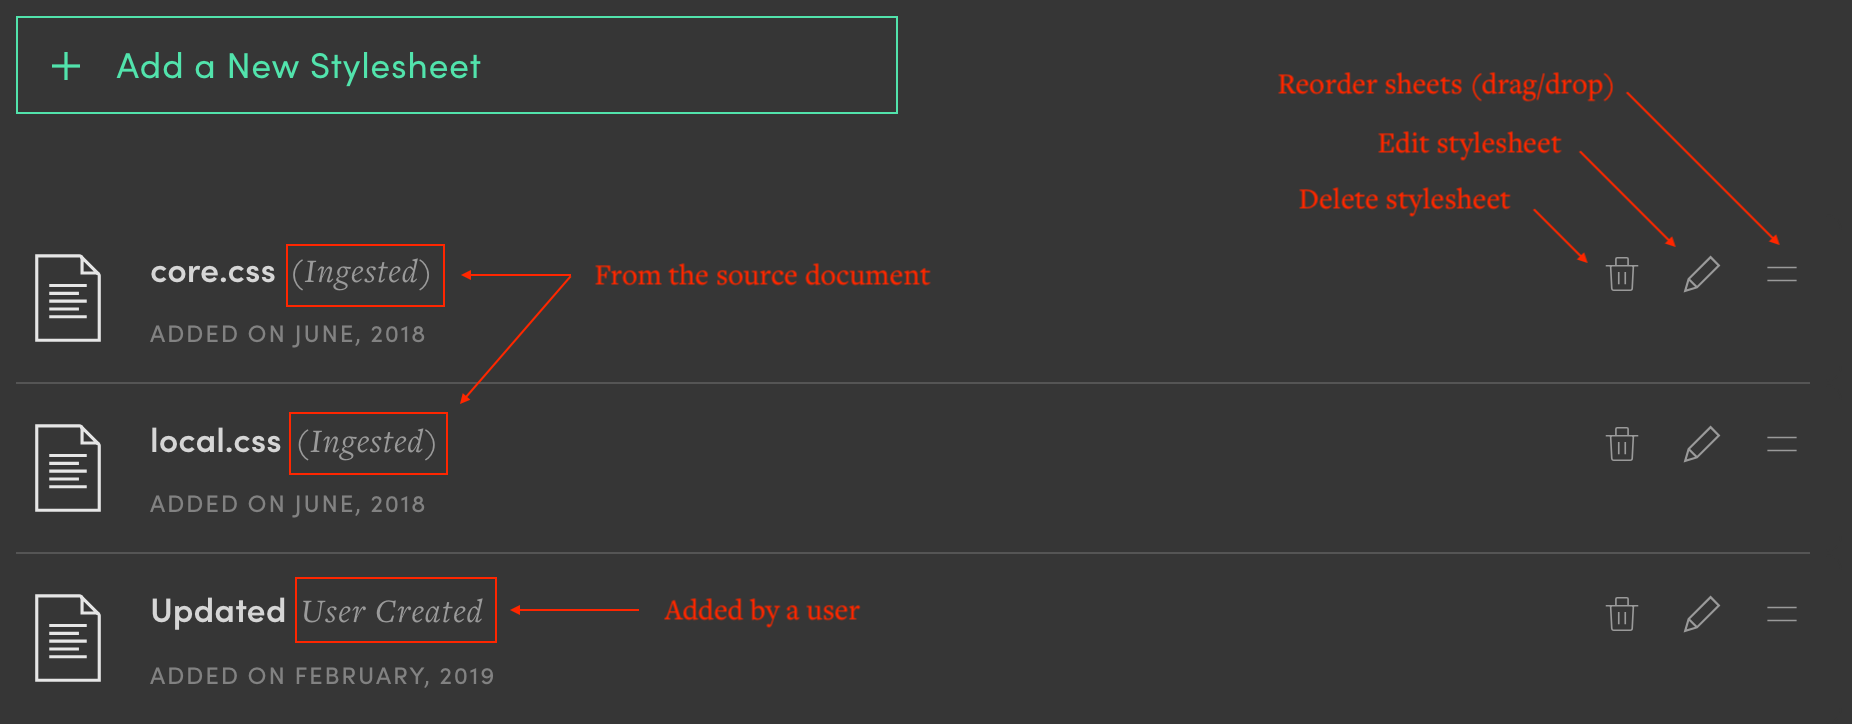 Add a New Stylesheet
Reorder sheets (drag/drop)
Edit stylesheet
Delete stylesheet
core.css (Ingested)
From the source document
ADDED ON JUNE, 2018
local.css (Ingested)
ADDED ON JUNE, 2018
Updated User Created
Added by a user
ADDED ON FEBRUARY, 2019